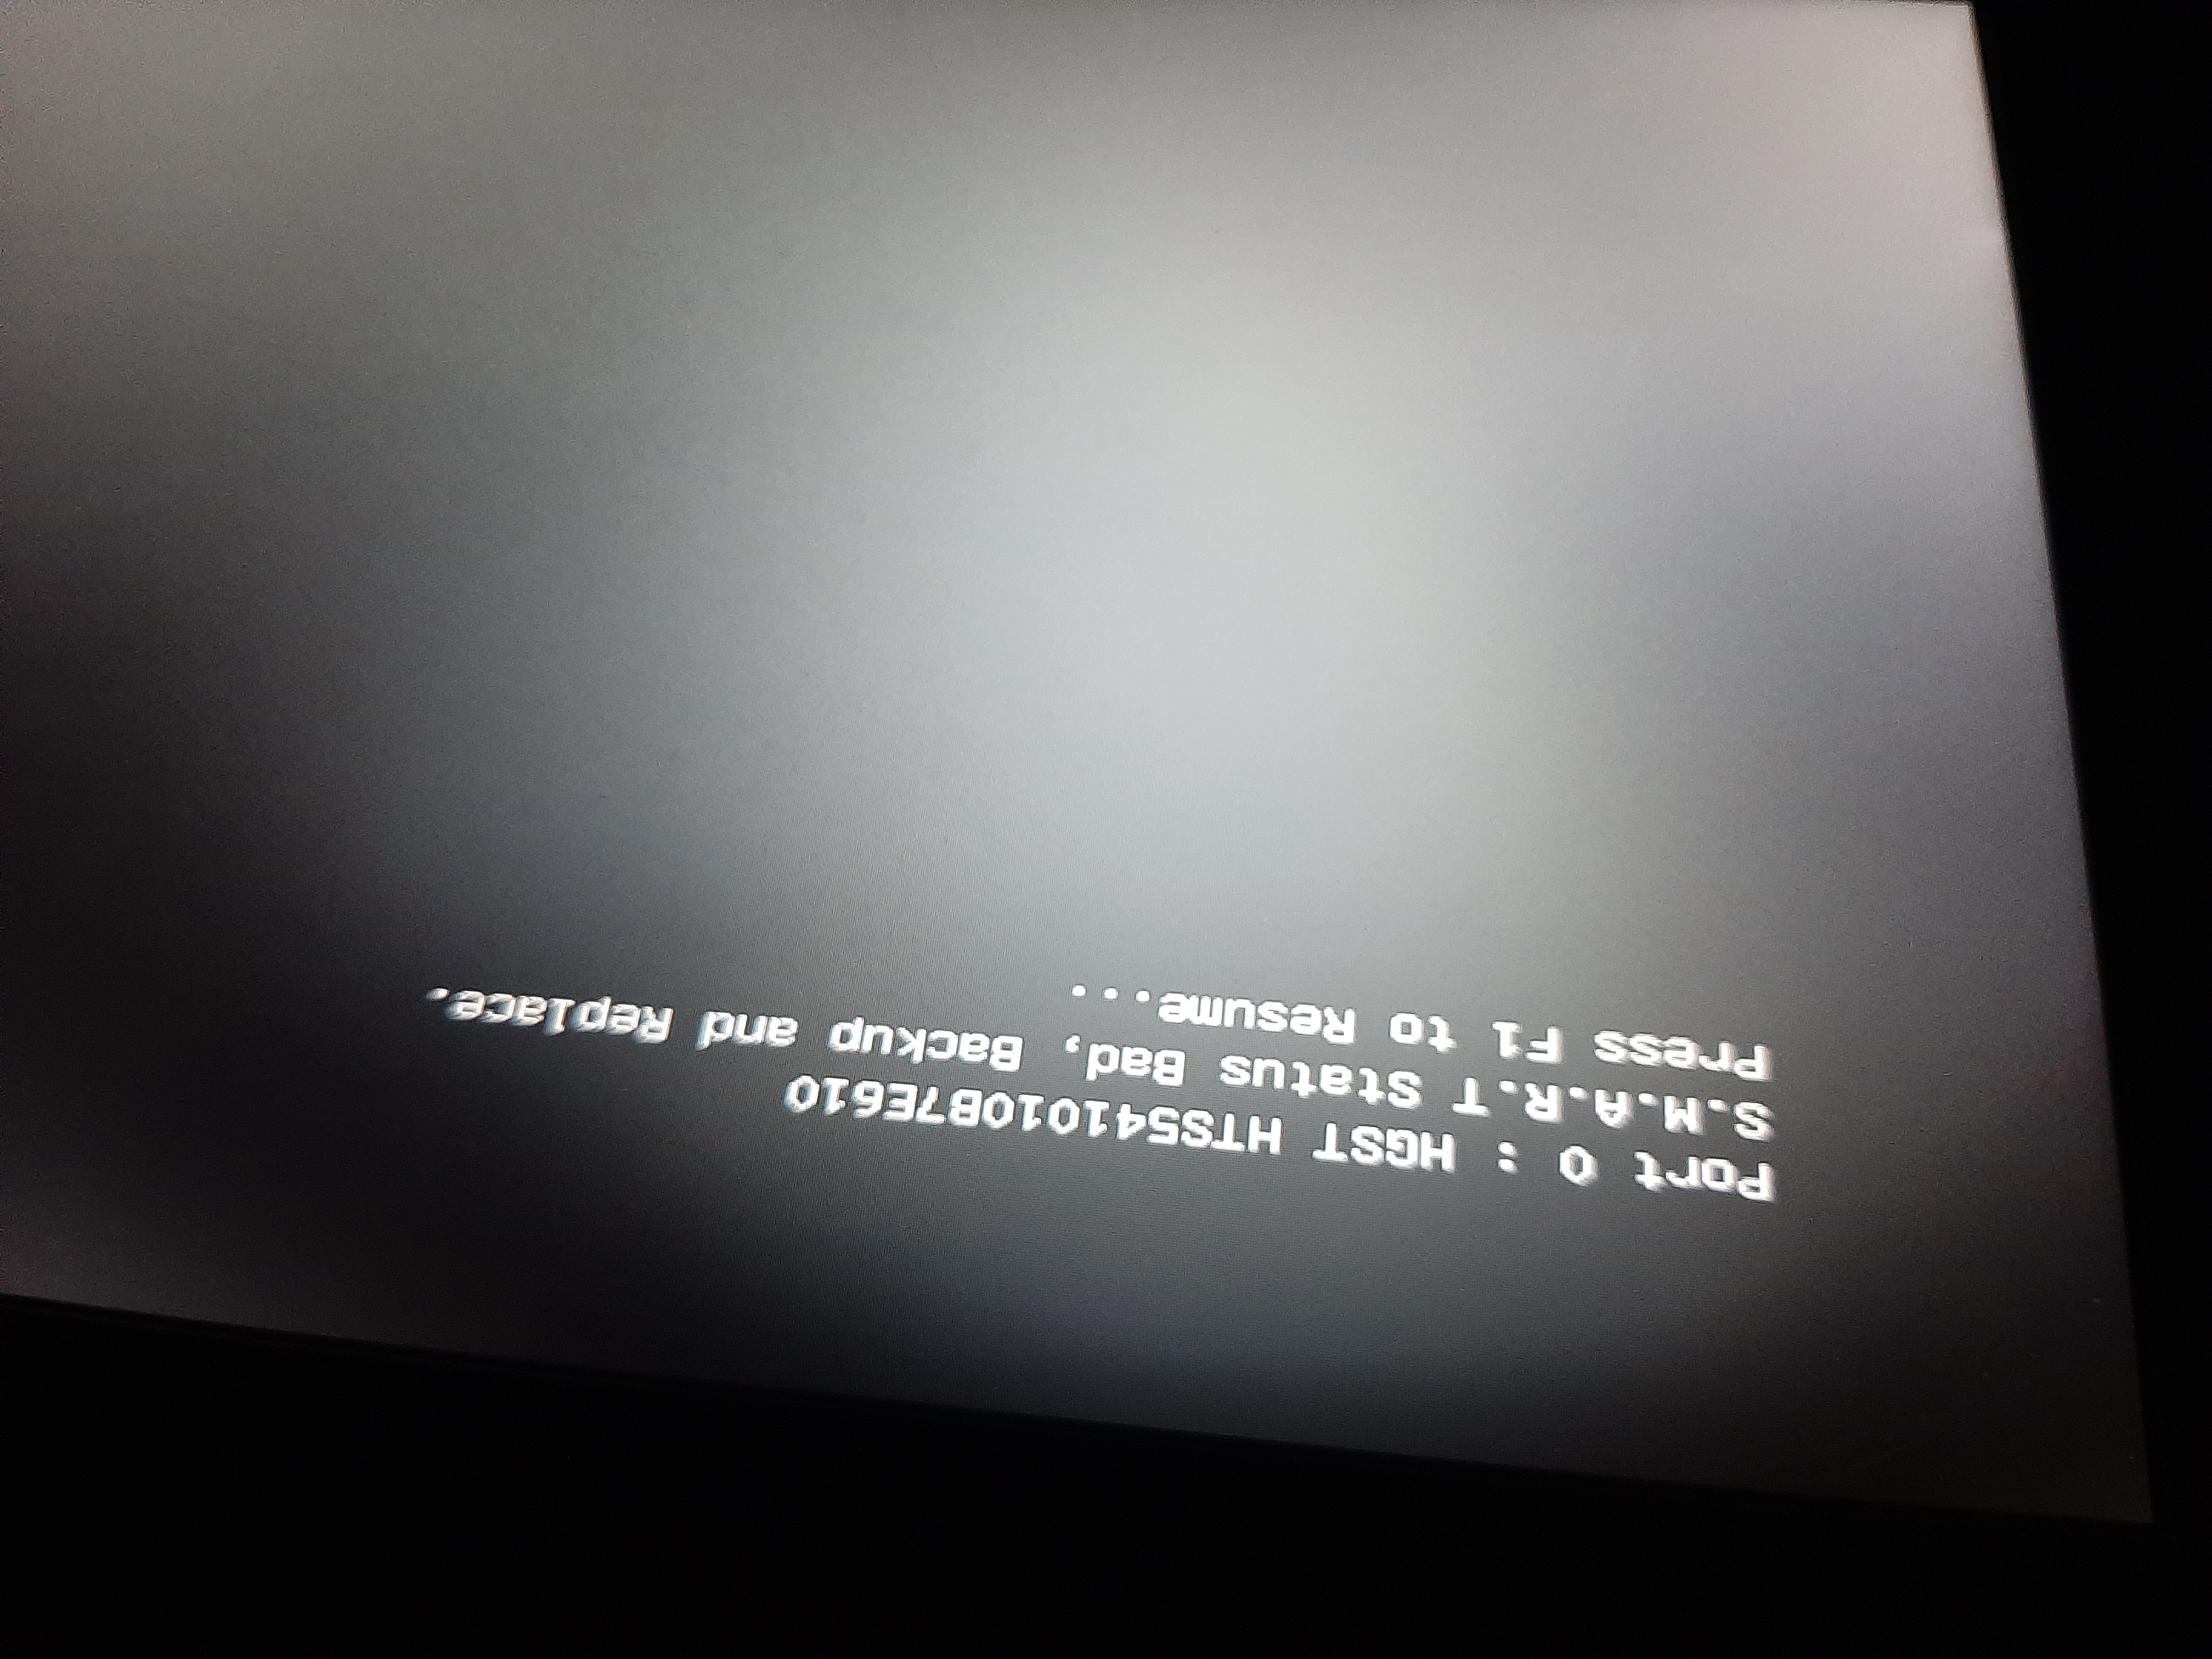 Port 0 : HGST HTS541010B7E610
S.M.A.R.T Status Bad, Backup and Replace.
Press F1 to Resume...